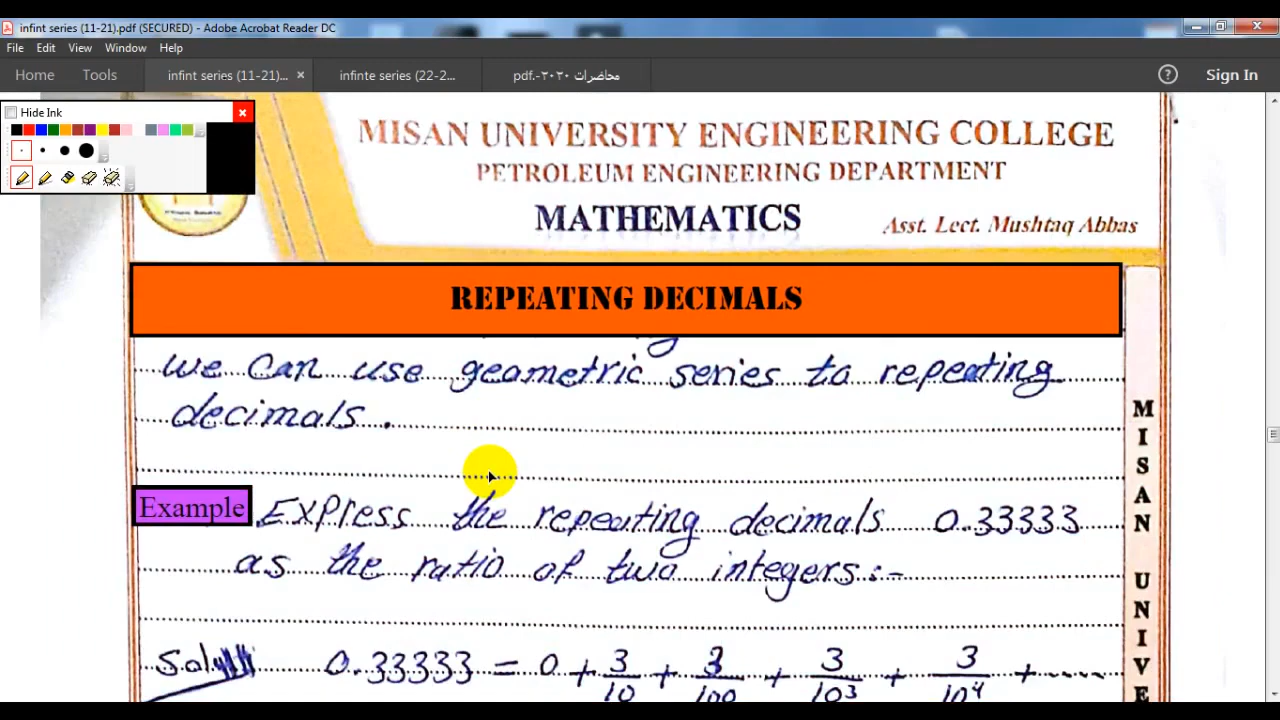 infint series (11-21).pdf (SECURED) - Adobe Acrobat Reader DC
File Edit View Window Help
Home Tools infint series (11-21)... × infinte series (22-2... محاضرات ٣٠٣٠-.pdf ? Sign In
Hide Ink
MISAN UNIVERSITY ENGINEERING COLLEGE
PETROLEUM ENGINEERING DEPARTMENT
MATHEMATICS Asst. Lect. Mushtaq Abbas
REPEATING DECIMALS
We Can use geometric series to repeating
decimals.
Example Express the repeating decimals 0.33333
as the ratio of two integers:-
Solu 0.33333 = 0 + 3/10 + 3/100 + 3/10³ + 3/10⁴ + ......
MISAN UNIVE